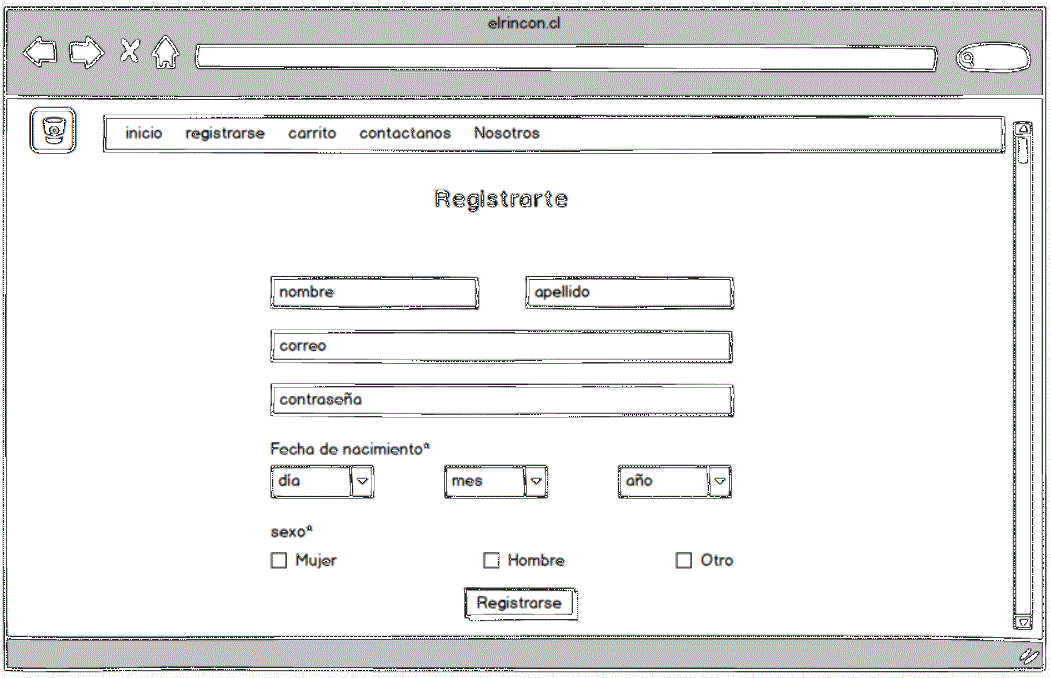 elrincon.cl
inicio registrarse carrito contactanos Nosotros
Registrarte
nombre apellido
correo
contraseña
Fecha de nacimientoª
día mes año
sexoª
Mujer Hombre Otro
Registrarse